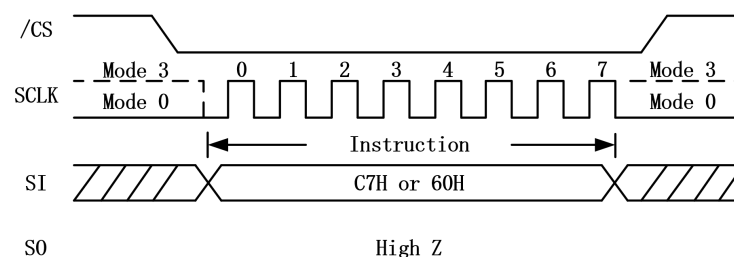 /CS
Mode 3 0 1 2 3 4 5 6 7 Mode 3
SCLK
Mode 0 Mode 0
Instruction
SI C7H or 60H
SO High Z